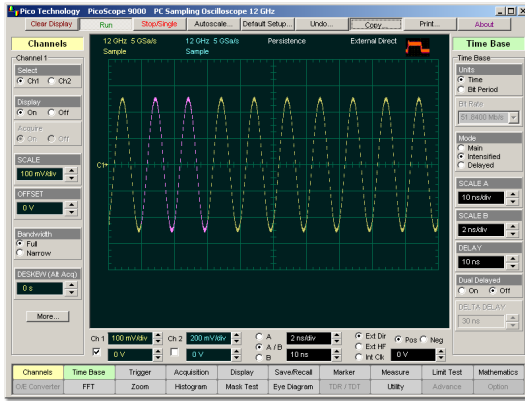 Pico Technology PicoScope 9000 PC Sampling Oscilloscope 12 GHz
Clear Display Run Stop/Single Autoscale... Default Setup... Undo... Copy... Print... About
Channels
Channel 1
Select
Ch1 Ch2
Display
On Off
Acquire
On Off
SCALE
100 mV/div
OFFSET
0 V
Bandwidth
Full
Narrow
DESKEW (Alt Acq)
0 s
More...
12 GHz 5 GSa/s 12 GHz 5 GSa/s Persistence External Direct
Sample Sample
C1
Ch 1 100 mV/div Ch 2 200 mV/div A 2 ns/div Ext Dir Pos Neg
A / B Ext HF
0 V 0 V B 10 ns Int Clk 0 V
Time Base
Time Base
Units
Time
Bit Period
Bit Rate
51.8400 Mb/s
Mode
Main
Intensified
Delayed
SCALE A
10 ns/div
SCALE B
2 ns/div
DELAY
10 ns
Dual Delayed
On Off
DELTA DELAY
30 ns
Channels Time Base Trigger Acquisition Display Save/Recall Marker Measure Limit Test Mathematics
O/E Converter FFT Zoom Histogram Mask Test Eye Diagram TDR / TDT Utility Advance Option